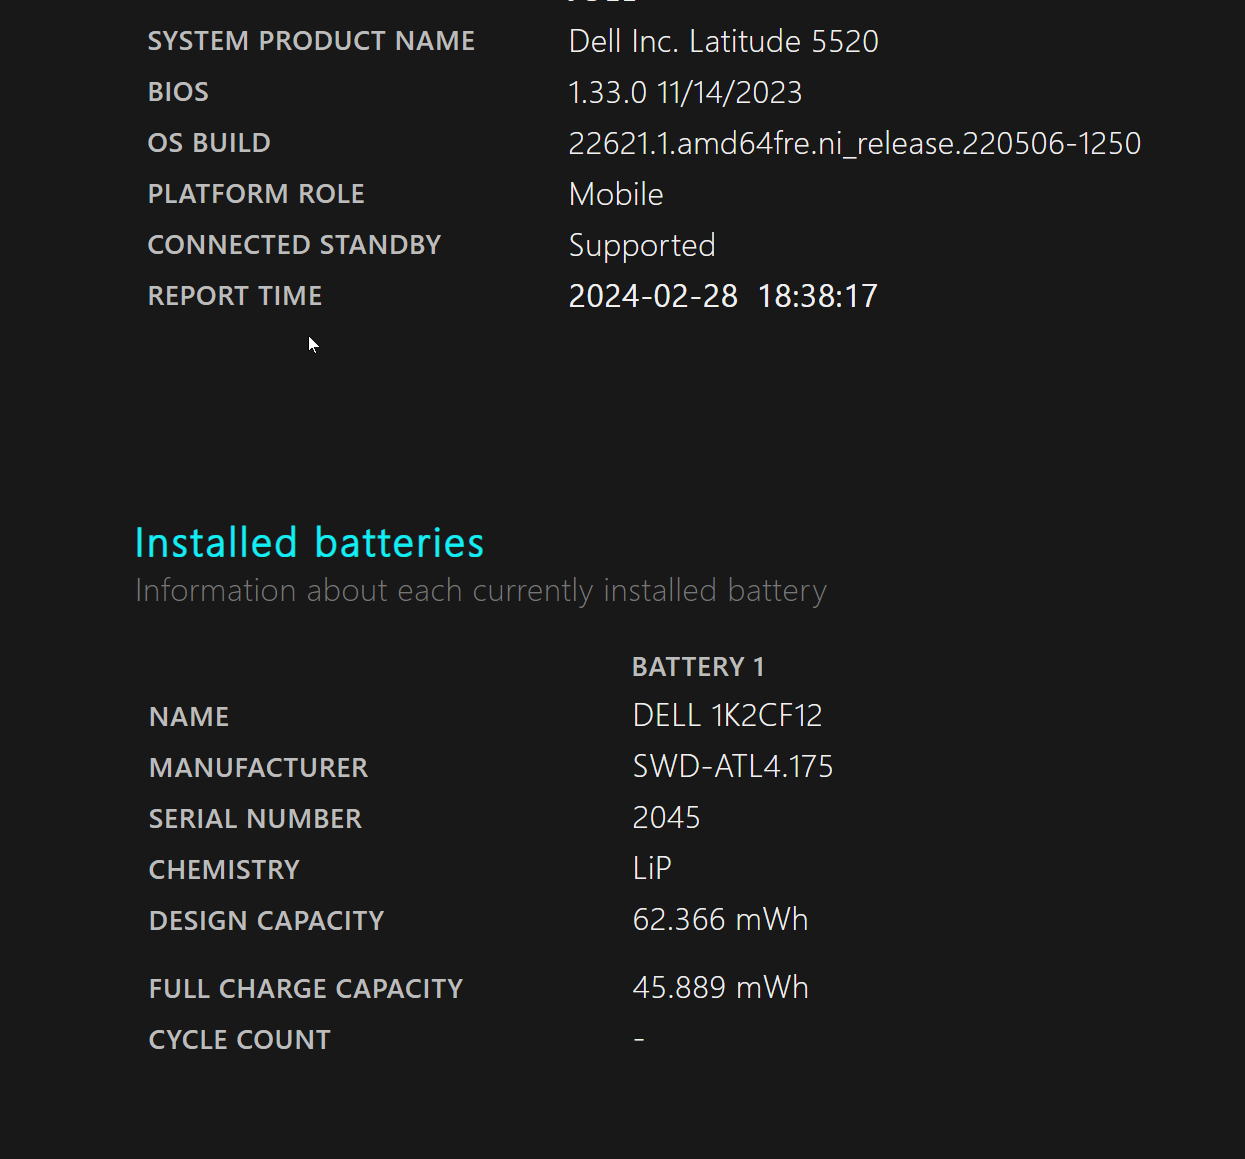 SYSTEM PRODUCT NAME Dell Inc. Latitude 5520
BIOS 1.33.0 11/14/2023
OS BUILD 22621.1.amd64fre.ni_release.220506-1250
PLATFORM ROLE Mobile
CONNECTED STANDBY Supported
REPORT TIME 2024-02-28 18:38:17
Installed batteries
Information about each currently installed battery
BATTERY 1
NAME DELL 1K2CF12
MANUFACTURER SWD-ATL4.175
SERIAL NUMBER 2045
CHEMISTRY LiP
DESIGN CAPACITY 62.366 mWh
FULL CHARGE CAPACITY 45.889 mWh
CYCLE COUNT -